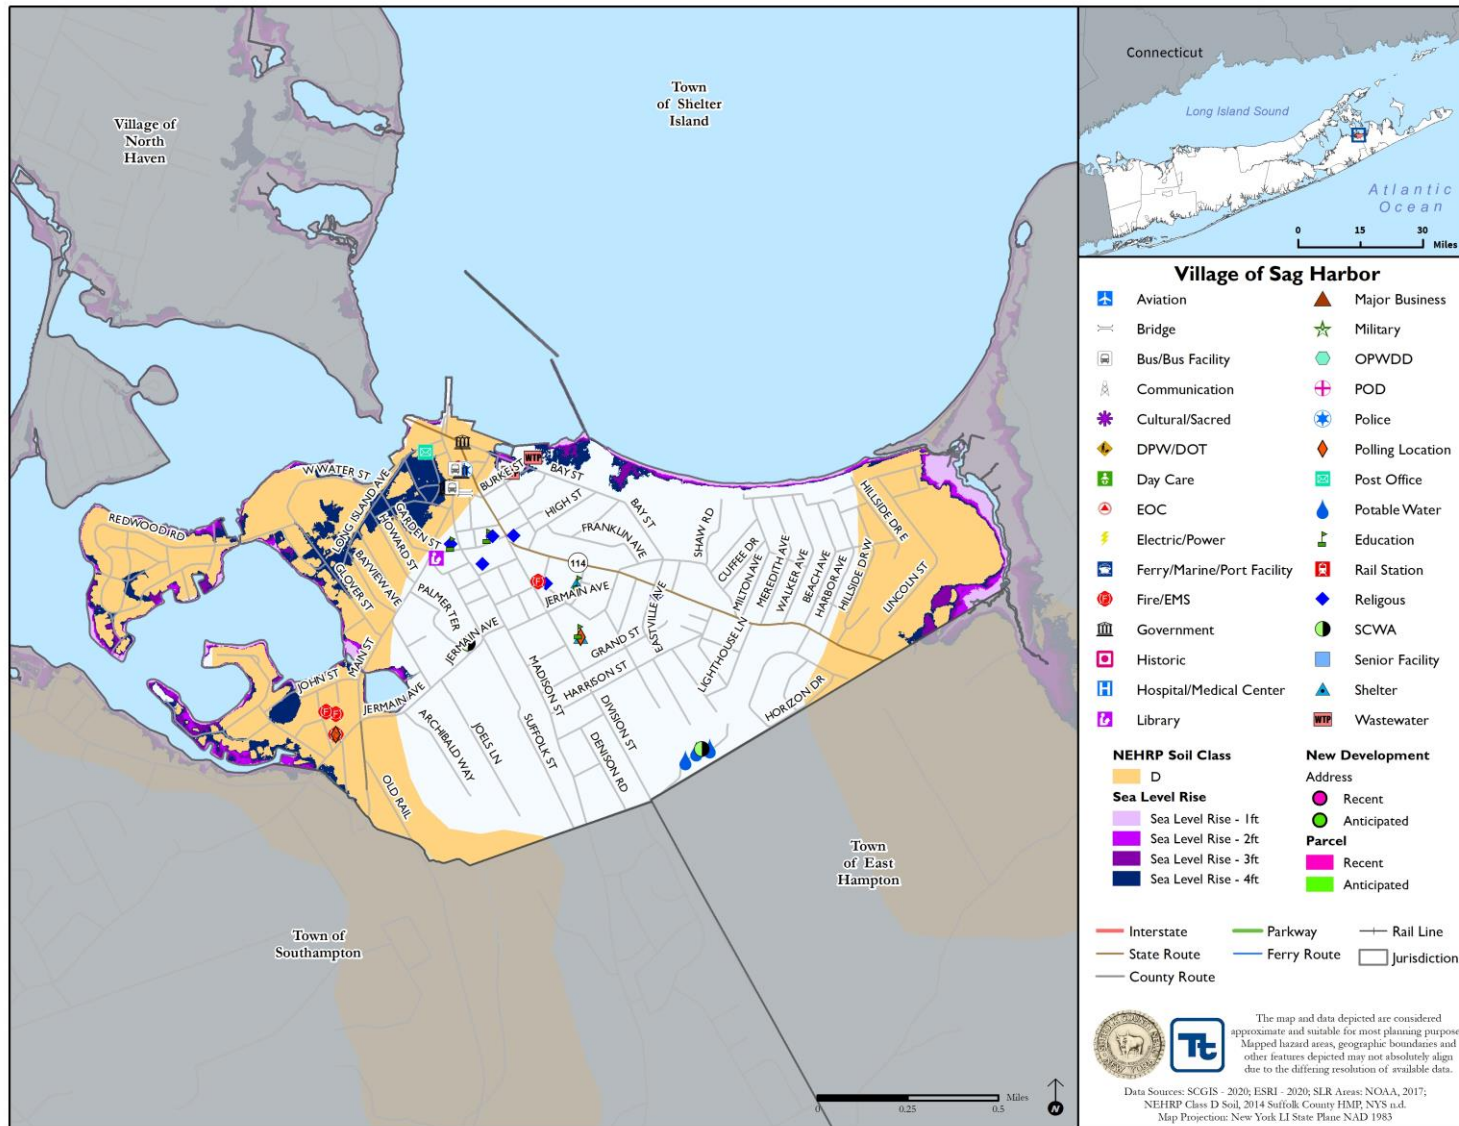 Village of
North
Haven
Town
of Shelter
Island
Connecticut
Long Island Sound
Atlantic
Ocean
0 15 30
Miles
W WATER ST
REDWOOD RD
LONG ISLAND AVE
GARDEN ST
HOWARD ST
BAYVIEW AVE
GLOVER ST
MAIN ST
JOHN ST
JERMAIN AVE
PALMER TER
JERMAIN AVE
BURKE S
WTP
BAY ST
HIGH ST
BAY ST
FRANKLIN AVE
114
JERMAIN AVE
SHAW RD
CUFFEE DR
MILTON AVE
MEREDITH AVE
WALKER AVE
BEACH AVE
HARBOR AVE
HILLSIDE DR W
HILLSIDE DR E
LINCOLN ST
EASTVILLE AVE
GRAND ST
HARRISON ST
LIGHTHOUSE LN
HORIZON DR
MADISON ST
DIVISION ST
SUFFOLK ST
DENISON RD
JOELS LN
ARCHIBALD WAY
OLD RAIL
F
F F
Town of
Southampton
Town
of East
Hampton
0 0.25 0.5
Miles
N
Village of Sag Harbor
Aviation
Bridge
Bus/Bus Facility
Communication
Cultural/Sacred
DPW/DOT
Day Care
EOC
Electric/Power
Ferry/Marine/Port Facility
Fire/EMS
Government
Historic
Hospital/Medical Center
Library
Major Business
Military
OPWDD
POD
Police
Polling Location
Post Office
Potable Water
Education
Rail Station
Religous
SCWA
Senior Facility
Shelter
WTP Wastewater
NEHRP Soil Class
D
Sea Level Rise
Sea Level Rise - 1ft
Sea Level Rise - 2ft
Sea Level Rise - 3ft
Sea Level Rise - 4ft
New Development
Address
Recent
Anticipated
Parcel
Recent
Anticipated
Interstate
State Route
County Route
Parkway
Ferry Route
Rail Line
Jurisdiction
Tt
The map and data depicted are considered
approximate and suitable for most planning purpose
Mapped hazard areas, geographic boundaries and
other features depicted may not absolutely align
due to the differing resolution of available data.
Data Sources: SCGIS - 2020; ESRI - 2020; SLR Areas: NOAA, 2017;
NEHRP Class D Soil, 2014 Suffolk County HMP, NYS n.d.
Map Projection: New York LI State Plane NAD 1983